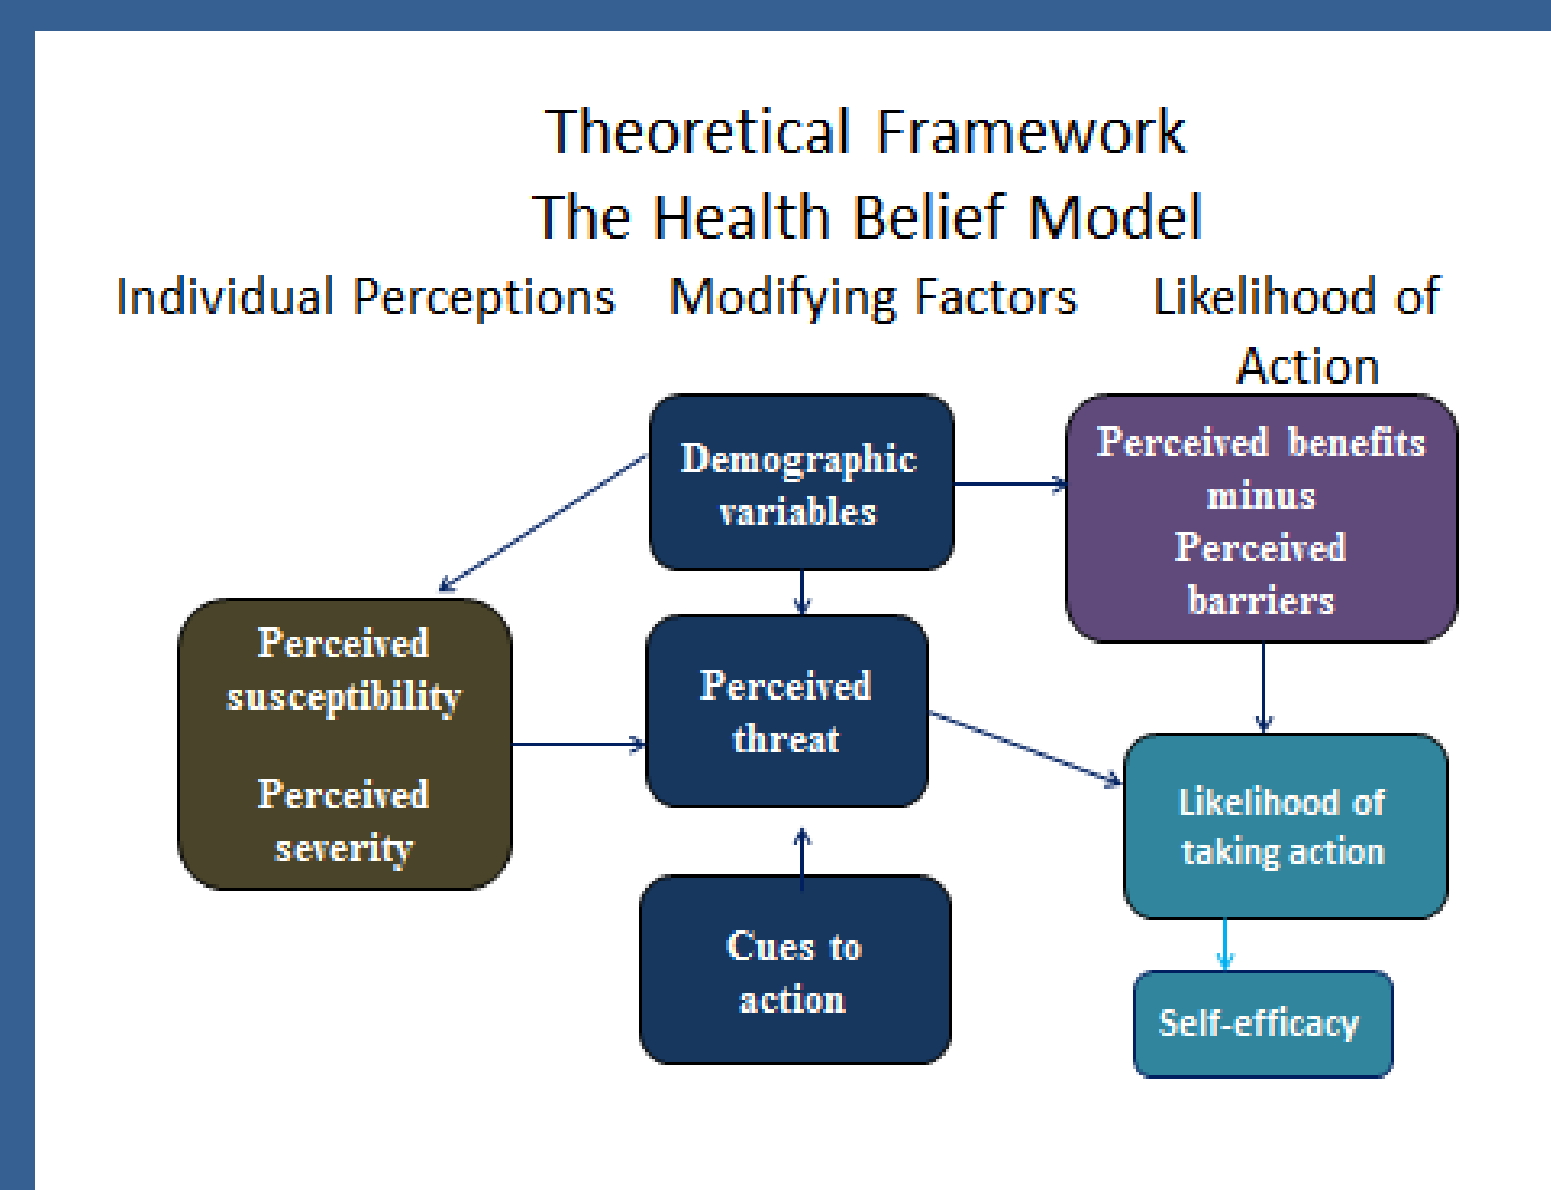 Theoretical Framework
The Health Belief Model
Individual Perceptions
Modifying Factors
Likelihood of
Action
Demographic
variables
Perceived benefits
minus
Perceived
barriers
Perceived
susceptibility
Perceived
severity
Perceived
threat
Likelihood of
taking action
Cues to
action
Self-efficacy